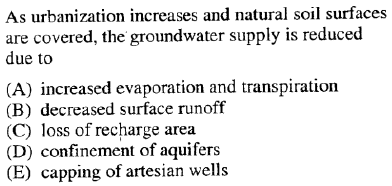 As urbanization increases and natural soil surfaces
are covered, the groundwater supply is reduced
due to
(A) increased evaporation and transpiration
(B) decreased surface runoff
(C) loss of recharge area
(D) confinement of aquifers
(E) capping of artesian wells